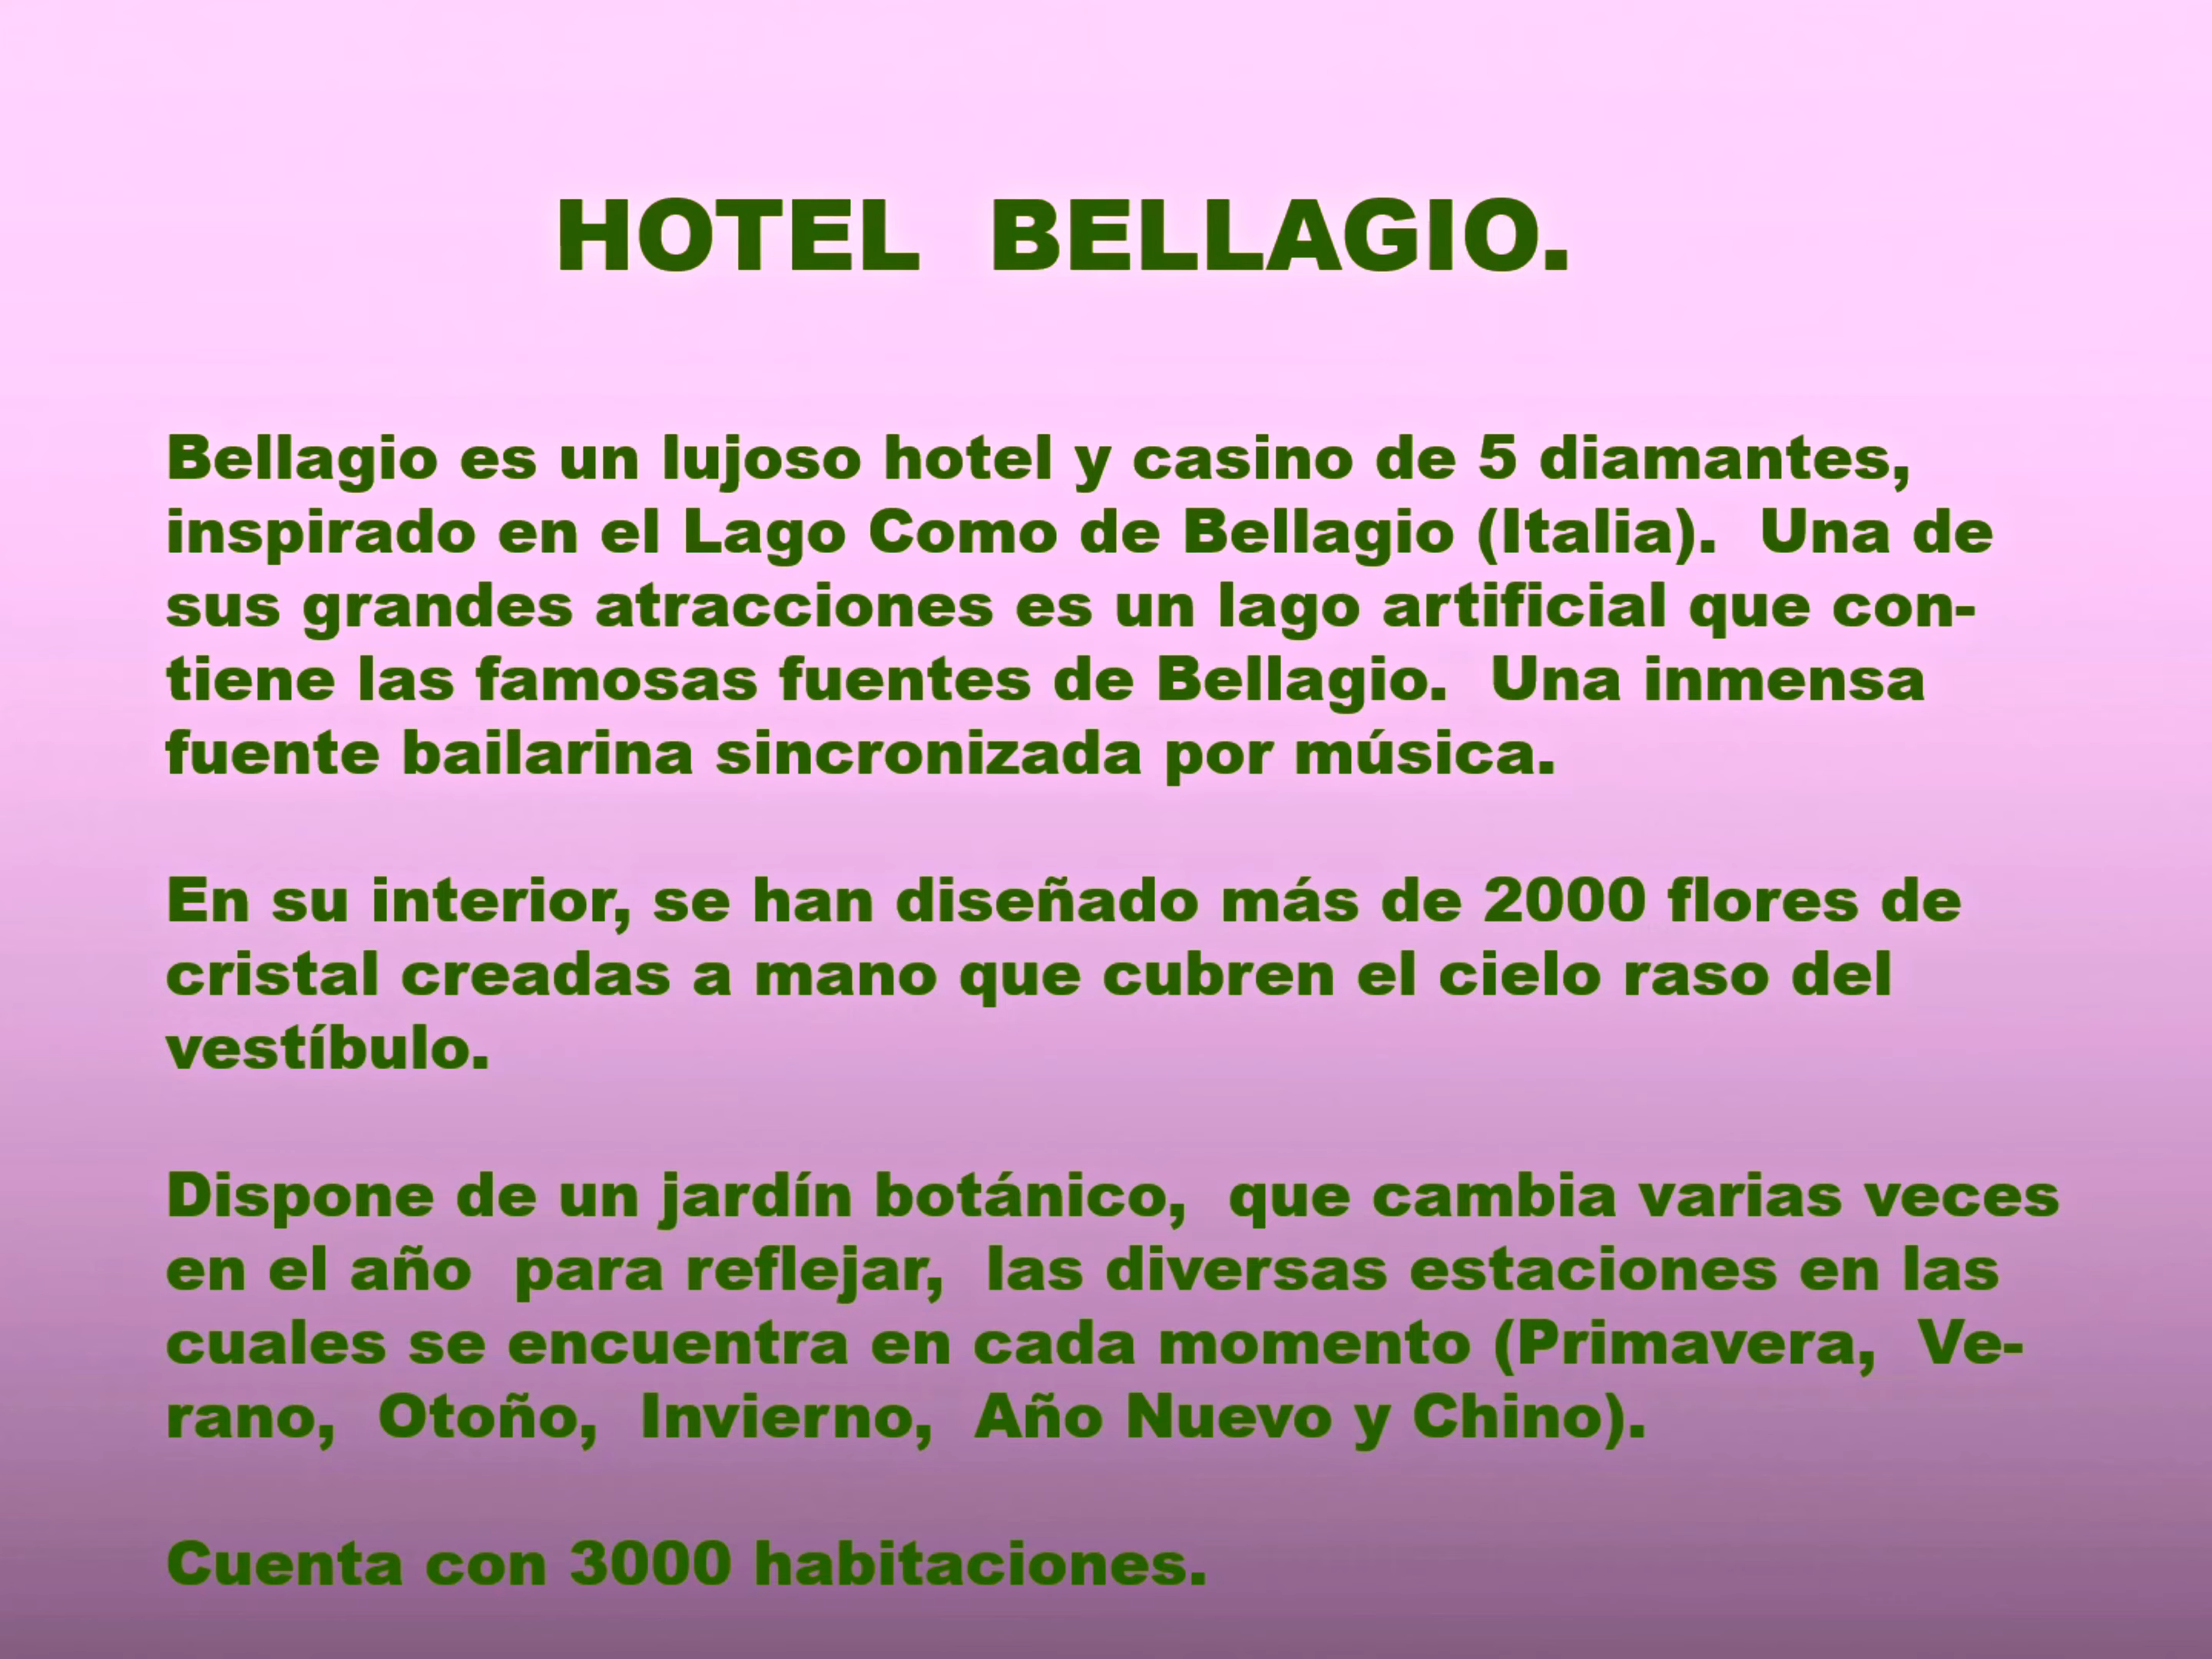 HOTEL  BELLAGIO.
Bellagio es un lujoso hotel y casino de 5 diamantes,
inspirado en el Lago Como de Bellagio (Italia).  Una de
sus grandes atracciones es un lago artificial que con-
tiene las famosas fuentes de Bellagio.  Una inmensa
fuente bailarina sincronizada por música.
En su interior, se han diseñado más de 2000 flores de
cristal creadas a mano que cubren el cielo raso del
vestíbulo.
Dispone de un jardín botánico,  que cambia varias veces
en el año  para reflejar,  las diversas estaciones en las
cuales se encuentra en cada momento (Primavera,  Ve-
rano,  Otoño,  Invierno,  Año Nuevo y Chino).
Cuenta con 3000 habitaciones.